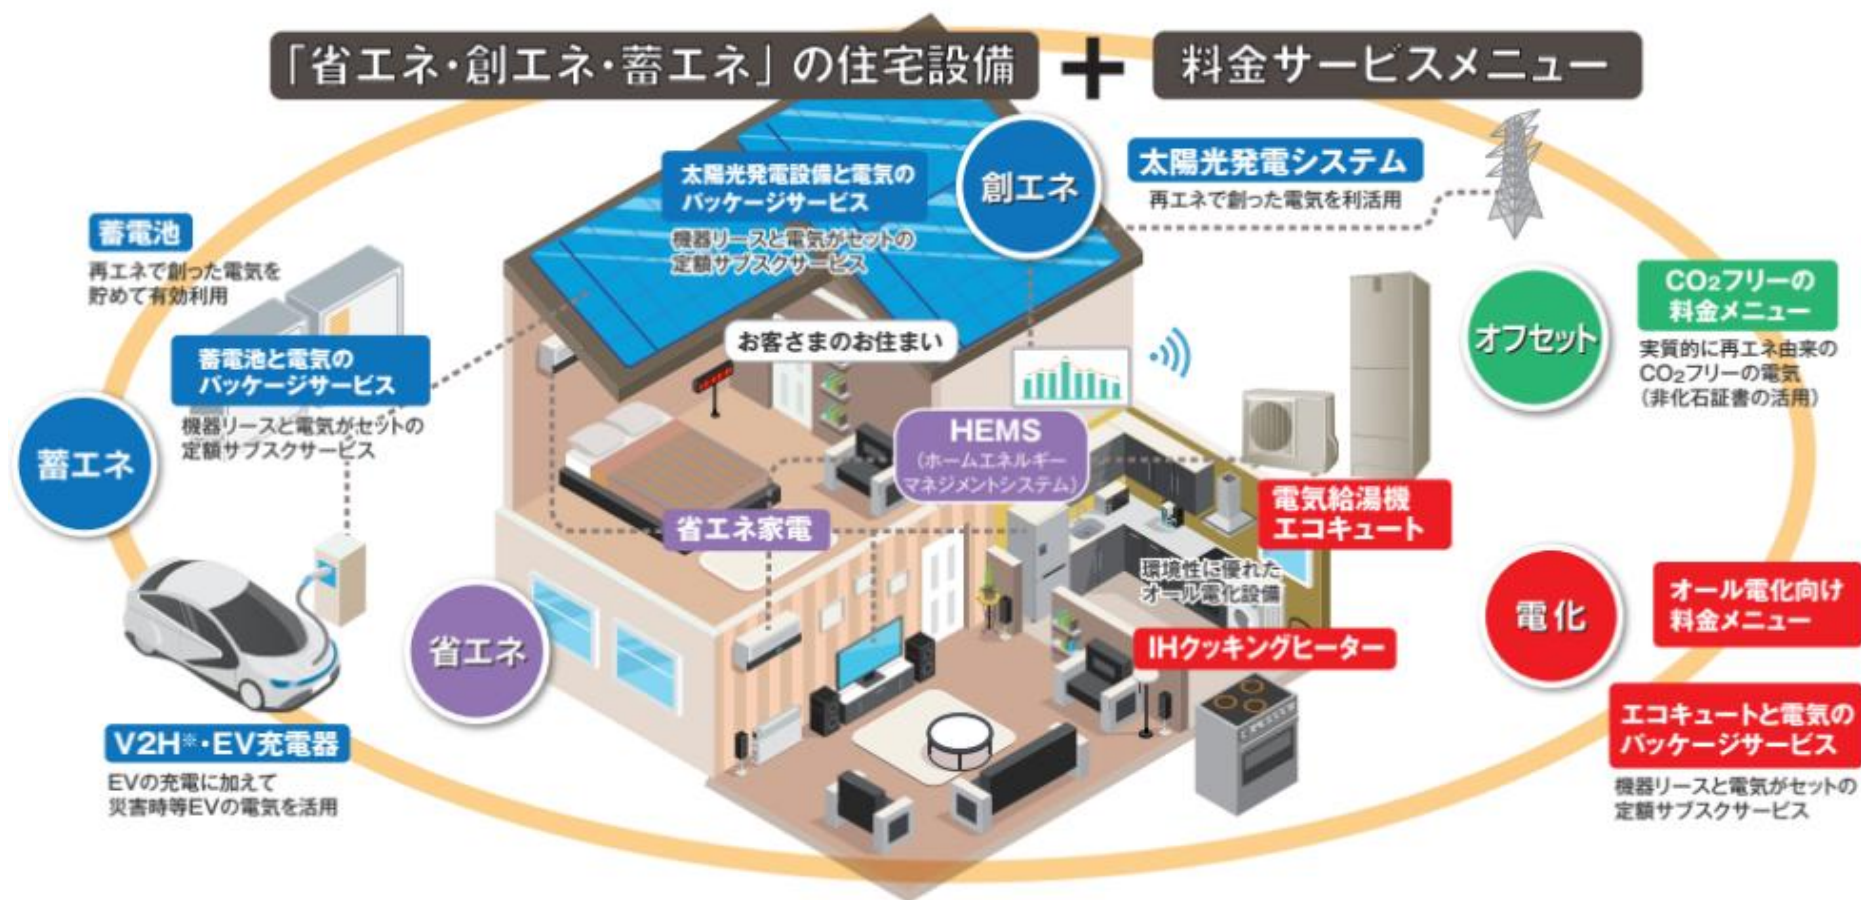 「省エネ・創エネ・蓄エネ」の住宅設備
＋
料金サービスメニュー
創エネ
太陽光発電システム
再エネで創った電気を利活用
太陽光発電設備と電気の
パッケージサービス
機器リースと電気がセットの
定額サブスクサービス
蓄電池
再エネで創った電気を
貯めて有効利用
蓄電池と電気の
パッケージサービス
機器リースと電気がセットの
定額サブスクサービス
蓄エネ
V2H※・EV充電器
EVの充電に加えて
災害時等EVの電気を活用
お客さまのお住まい
HEMS
(ホームエネルギー
マネジメントシステム)
省エネ家電
省エネ
オフセット
CO2フリーの
料金メニュー
実質的に再エネ由来の
CO2フリーの電気
(非化石証書の活用)
電気給湯機
エコキュート
環境性に優れた
オール電化設備
IHクッキングヒーター
電化
オール電化向け
料金メニュー
エコキュートと電気の
パッケージサービス
機器リースと電気がセットの
定額サブスクサービス